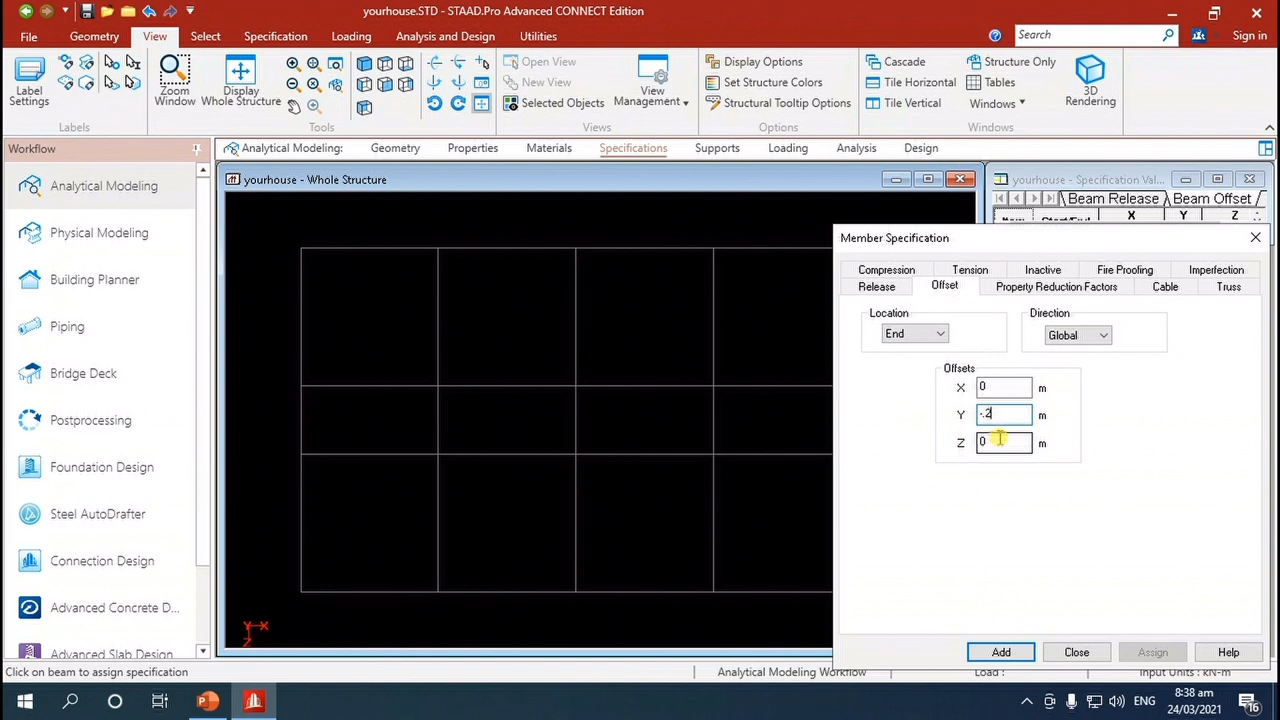 yourhouse.STD - STAAD.Pro Advanced CONNECT Edition
File Geometry View Select Specification Loading Analysis and Design Utilities Search Sign in
Label Settings
Zoom Window
Display Whole Structure
Open View
New View
Selected Objects
View Management
Display Options
Set Structure Colors
Structural Tooltip Options
Cascade
Tile Horizontal
Tile Vertical
Structure Only
Tables
Windows
3D Rendering
Labels Tools Views Options Windows
Workflow
Analytical Modeling: Geometry Properties Materials Specifications Supports Loading Analysis Design
Analytical Modeling
Physical Modeling
Building Planner
Piping
Bridge Deck
Postprocessing
Foundation Design
Steel AutoDrafter
Connection Design
Advanced Concrete D...
Advanced Slab Design
yourhouse - Whole Structure
Y X
Z
yourhouse - Specification Val...
Beam Release Beam Offset
X Y Z
Member Specification
Compression Tension Inactive Fire Proofing Imperfection
Release Offset Property Reduction Factors Cable Truss
Location
End
Direction
Global
Offsets
X 0 m
Y -.2 m
Z 0 m
Add Close Assign Help
Click on beam to assign specification Analytical Modeling Workflow Load : Input Units : kN-m
ENG
8:38 am
24/03/2021
16